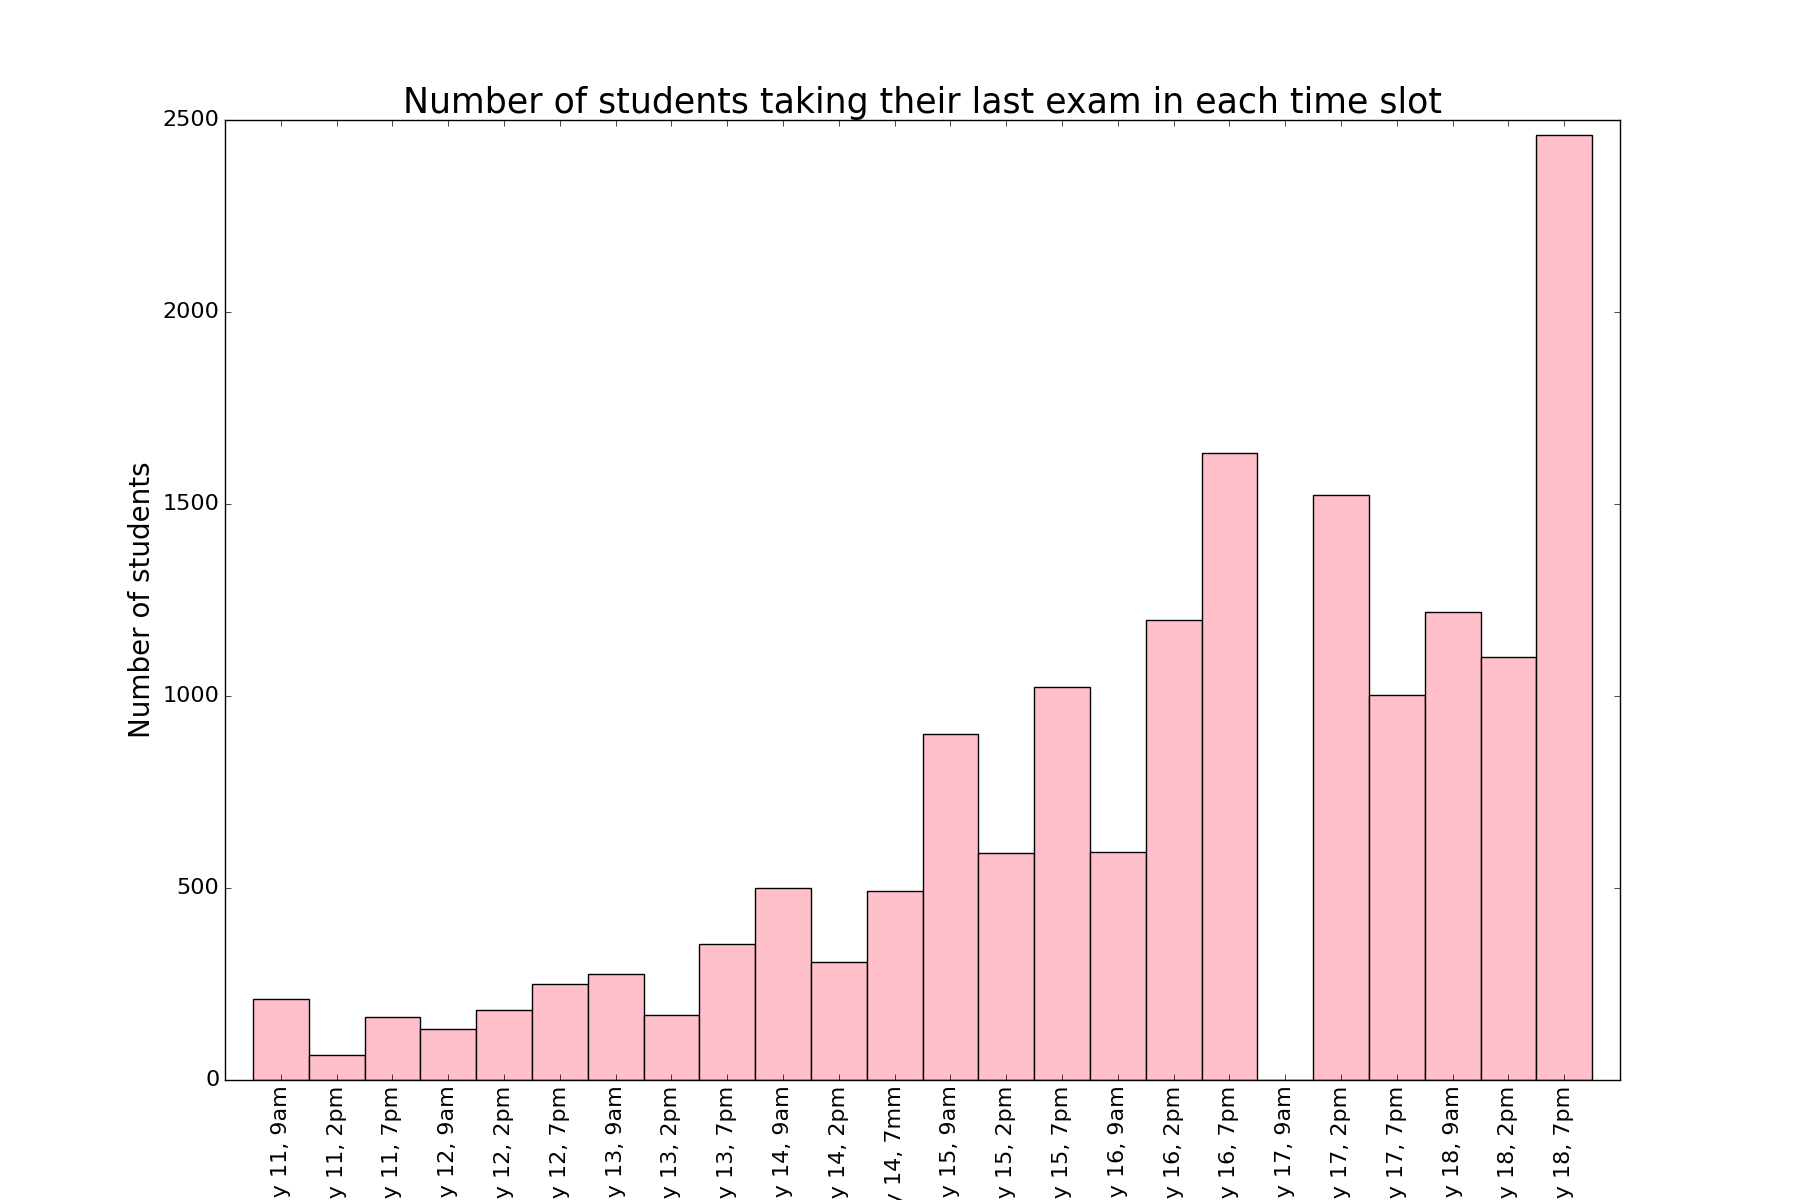 Number of students taking their last exam in each time slot
Number of students
2500
2000
1500
1000
500
0
y 11, 9am
y 11, 2pm
y 11, 7pm
y 12, 9am
y 12, 2pm
y 12, 7pm
y 13, 9am
y 13, 2pm
y 13, 7pm
y 14, 9am
y 14, 2pm
y 14, 7mm
y 15, 9am
y 15, 2pm
y 15, 7pm
y 16, 9am
y 16, 2pm
y 16, 7pm
y 17, 9am
y 17, 2pm
y 17, 7pm
y 18, 9am
y 18, 2pm
y 18, 7pm